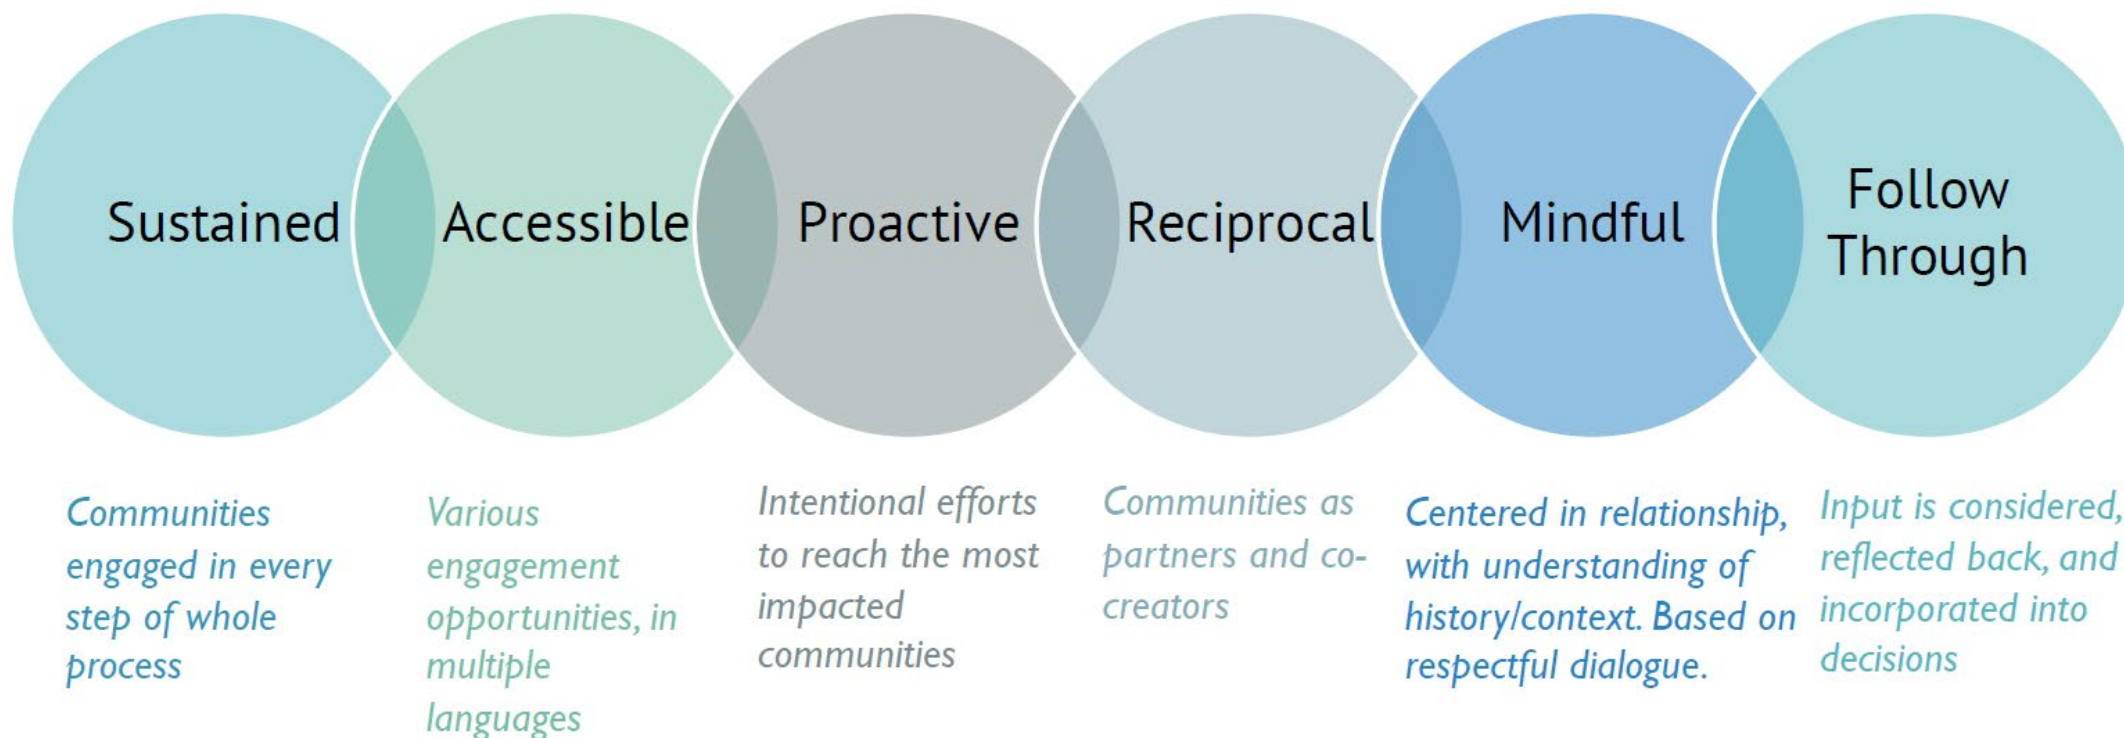 Sustained
Accessible
Proactive
Reciprocal
Mindful
Follow
Through
Communities
engaged in every
step of whole
process
Various
engagement
opportunities, in
multiple
languages
Intentional efforts
to reach the most
impacted
communities
Communities as
partners and co-
creators
Centered in relationship,
with understanding of
history/context. Based on
respectful dialogue.
Input is considered,
reflected back, and
incorporated into
decisions